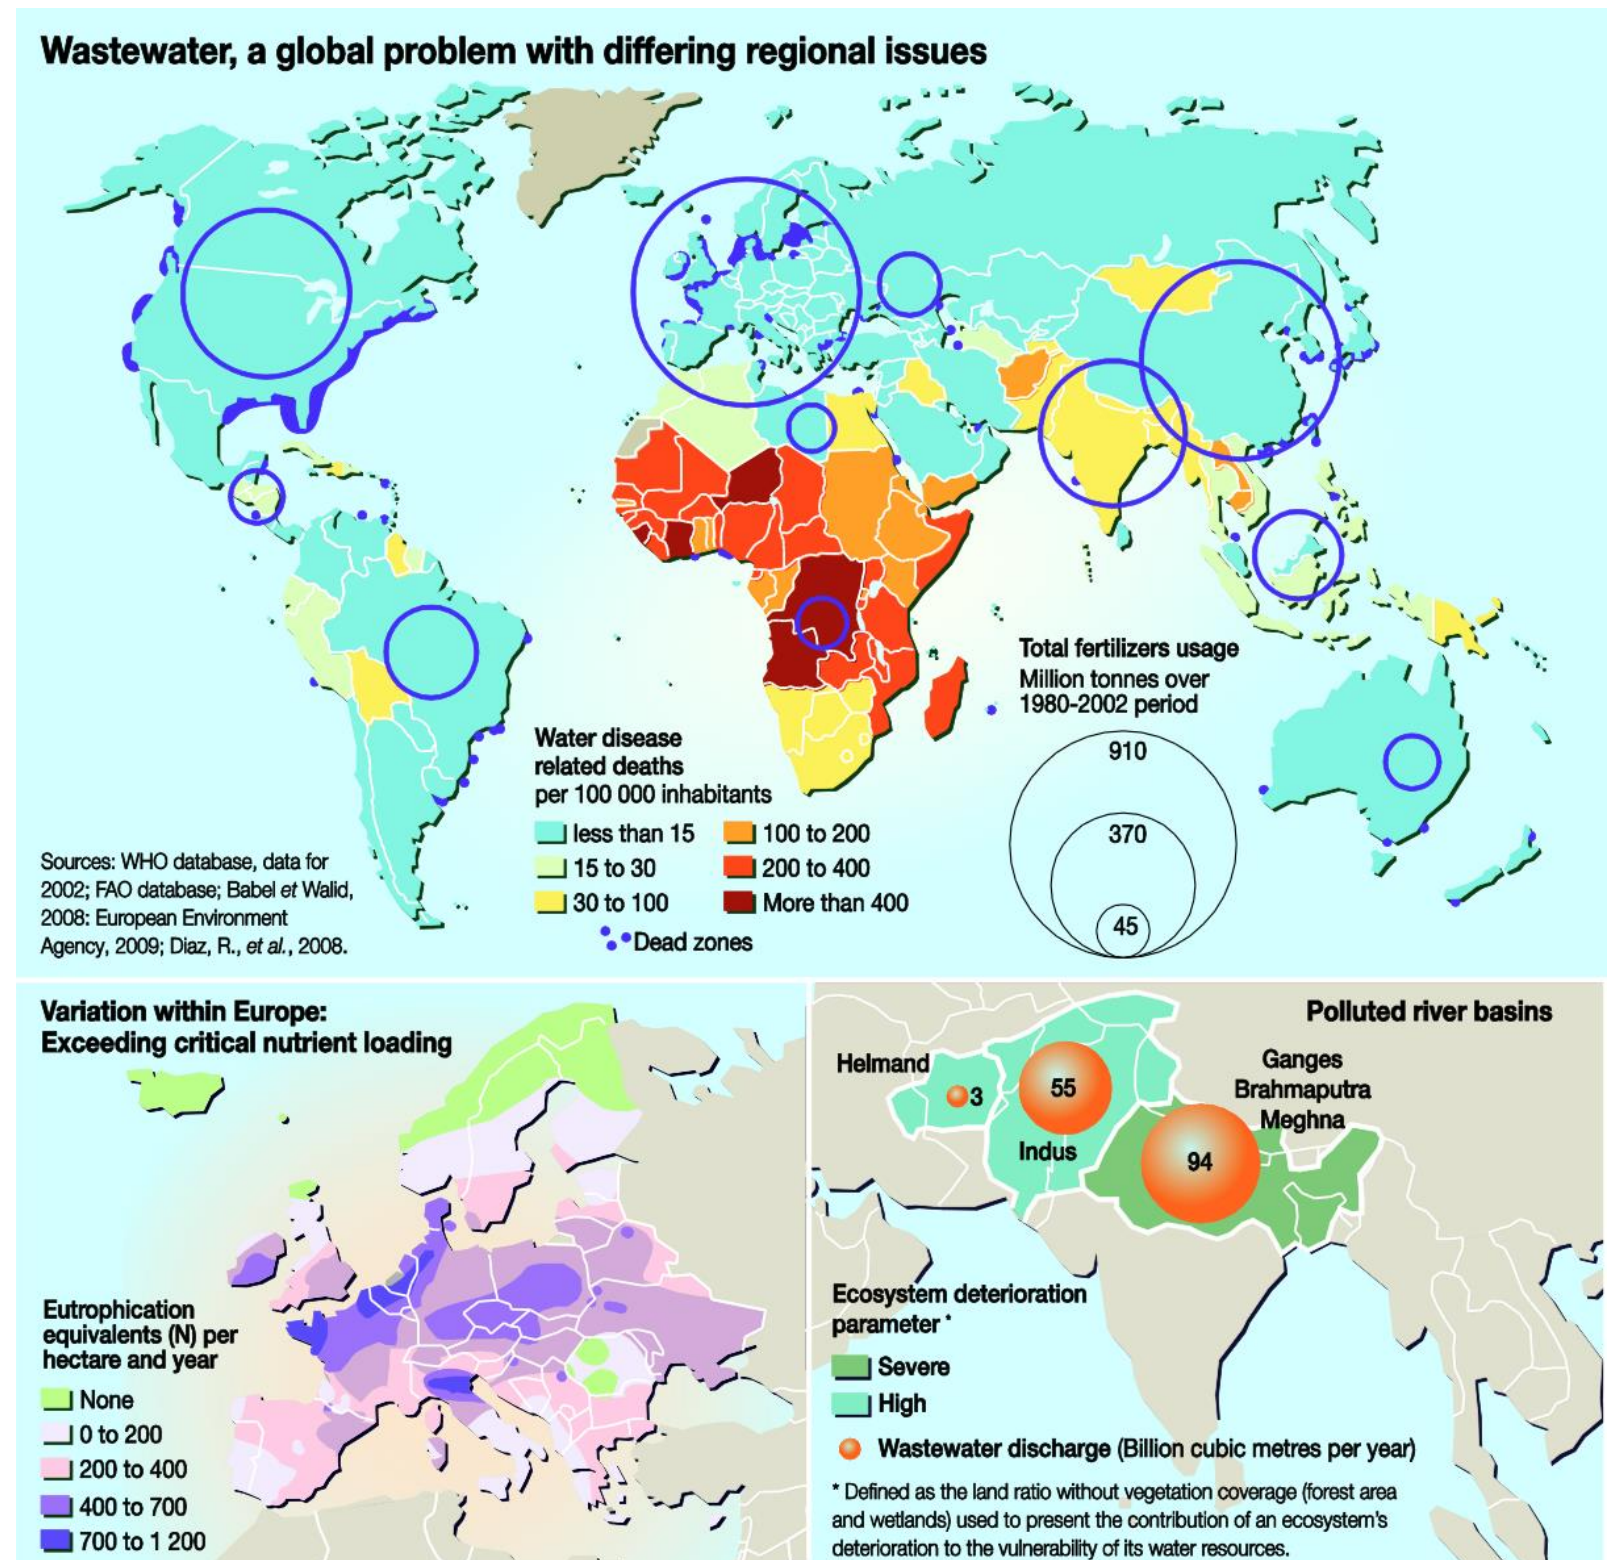 Wastewater, a global problem with differing regional issues
Total fertilizers usage
Million tonnes over
1980-2002 period
910
370
45
Water disease
related deaths
per 100 000 inhabitants
less than 15
15 to 30
30 to 100
100 to 200
200 to 400
More than 400
Dead zones
Sources: WHO database, data for
2002; FAO database; Babel et Walid,
2008: European Environment
Agency, 2009; Diaz, R., et al., 2008.
Variation within Europe:
Exceeding critical nutrient loading
Eutrophication
equivalents (N) per
hectare and year
None
0 to 200
200 to 400
400 to 700
700 to 1 200
Polluted river basins
Helmand
3
55
Indus
Ganges
Brahmaputra
Meghna
94
Ecosystem deterioration
parameter *
Severe
High
Wastewater discharge (Billion cubic metres per year)
* Defined as the land ratio without vegetation coverage (forest area
and wetlands) used to present the contribution of an ecosystem's
deterioration to the vulnerability of its water resources.